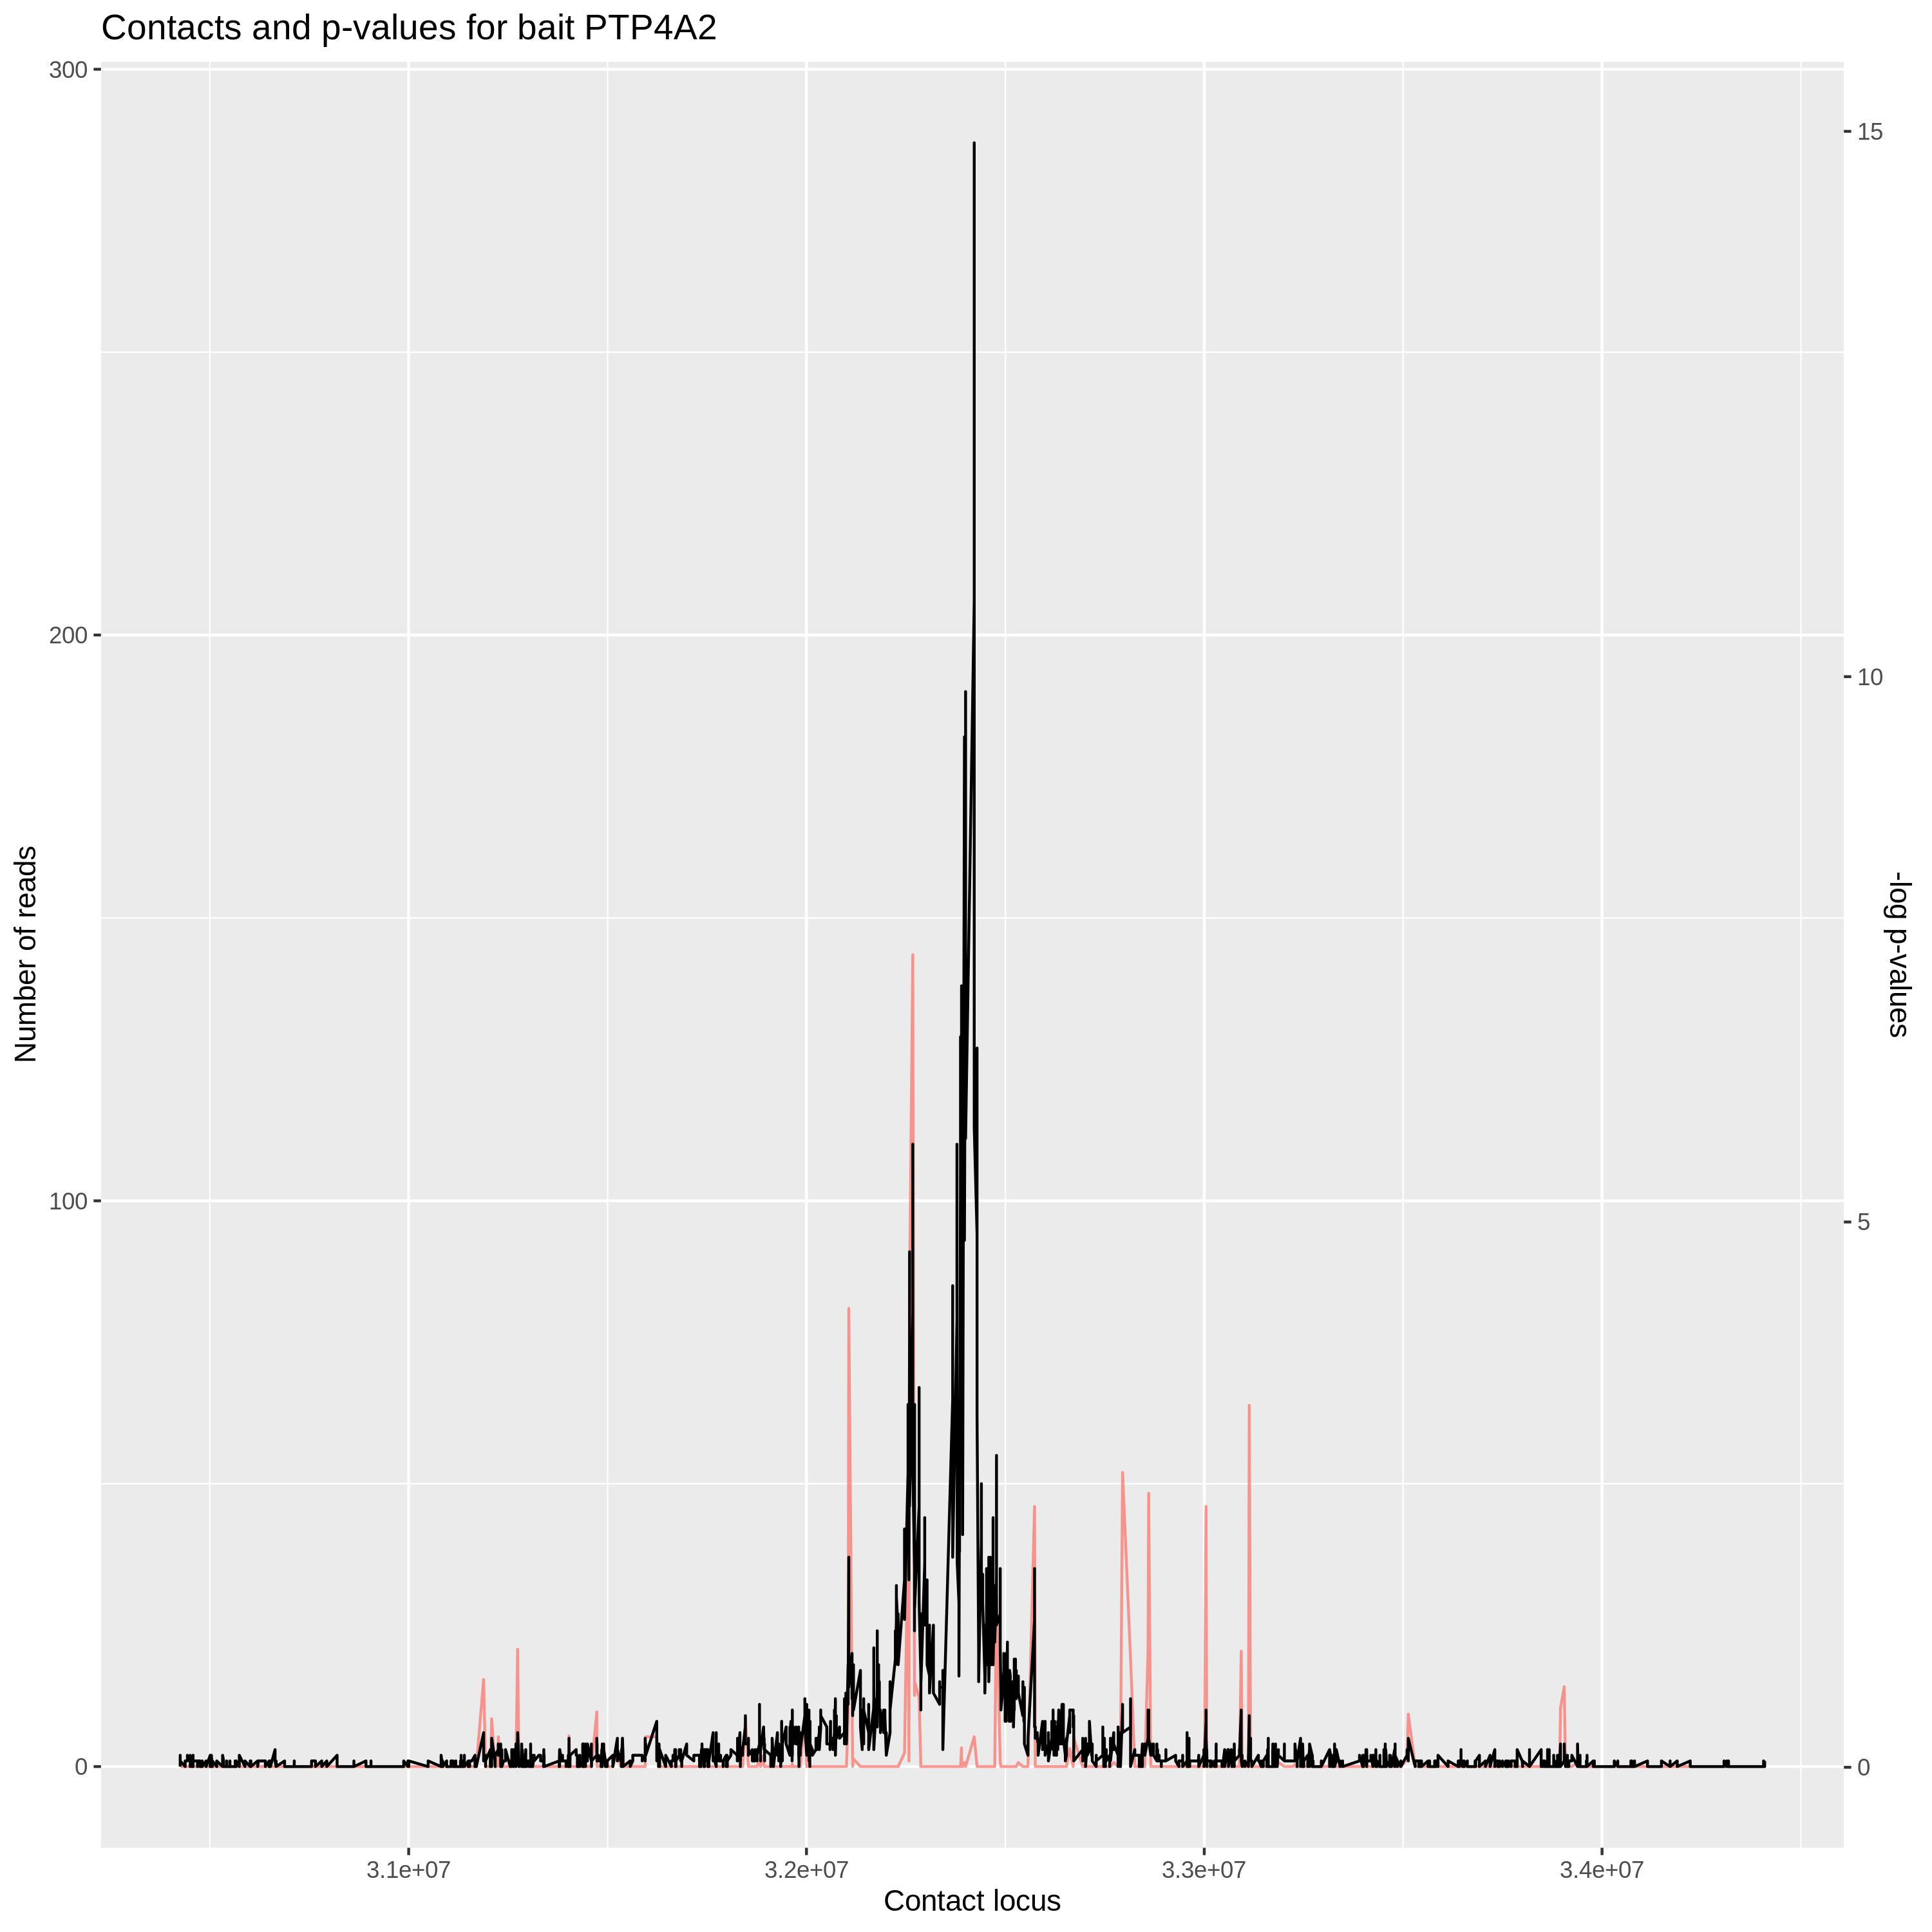 Contacts and p-values for bait PTP4A2
300
200
100
0
Number of reads
15
10
5
0
-log p-values
3.1e+07
3.2e+07
3.3e+07
3.4e+07
Contact locus